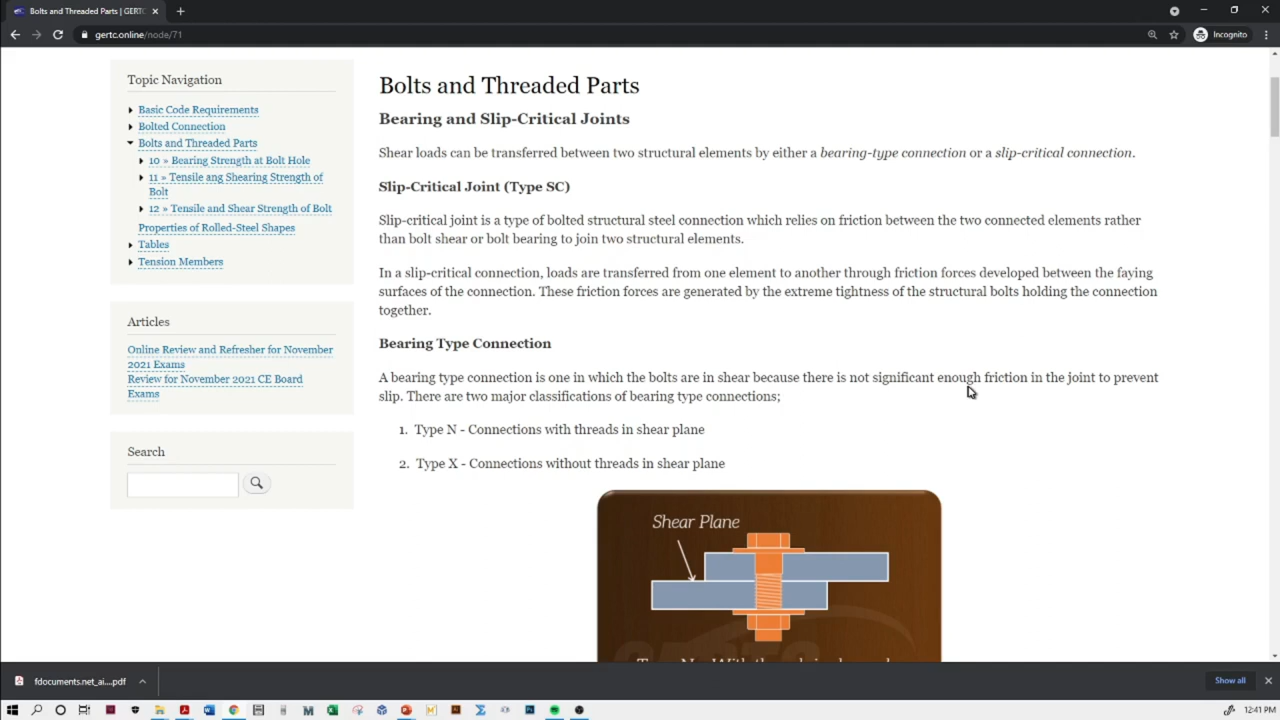 Bolts and Threaded Parts | GERTC
gertc.online/node/71
Incognito
Topic Navigation
Basic Code Requirements
Bolted Connection
Bolts and Threaded Parts
10 » Bearing Strength at Bolt Hole
11 » Tensile ang Shearing Strength of
Bolt
12 » Tensile and Shear Strength of Bolt
Properties of Rolled-Steel Shapes
Tables
Tension Members
Articles
Online Review and Refresher for November
2021 Exams
Review for November 2021 CE Board
Exams
Search
Bolts and Threaded Parts
Bearing and Slip-Critical Joints
Shear loads can be transferred between two structural elements by either a bearing-type connection or a slip-critical connection.
Slip-Critical Joint (Type SC)
Slip-critical joint is a type of bolted structural steel connection which relies on friction between the two connected elements rather
than bolt shear or bolt bearing to join two structural elements.
In a slip-critical connection, loads are transferred from one element to another through friction forces developed between the faying
surfaces of the connection. These friction forces are generated by the extreme tightness of the structural bolts holding the connection
together.
Bearing Type Connection
A bearing type connection is one in which the bolts are in shear because there is not significant enough friction in the joint to prevent
slip. There are two major classifications of bearing type connections;
1. Type N - Connections with threads in shear plane
2. Type X - Connections without threads in shear plane
Shear Plane
fdocuments.net_ai....pdf
Show all
12:41 PM